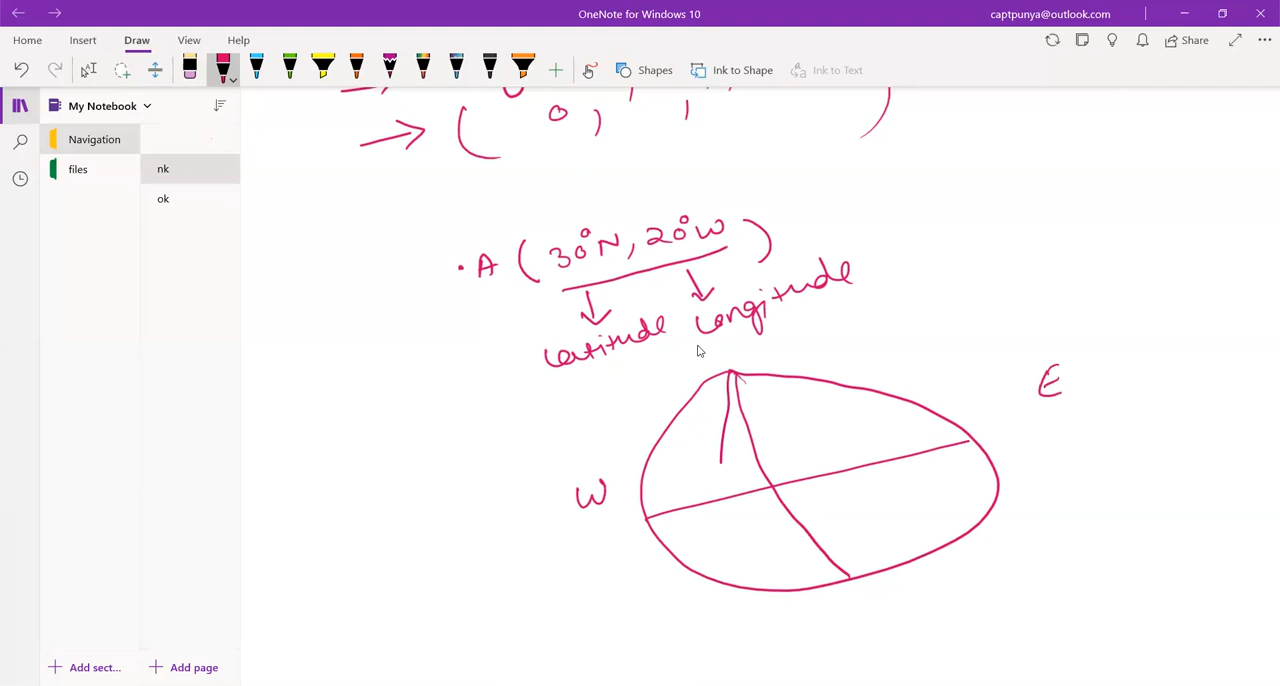 OneNote for Windows 10
captpunya@outlook.com
Home Insert Draw View Help
Share
Shapes Ink to Shape Ink to Text
My Notebook
Navigation
files
nk
ok
0, ,
• A ( 30°N, 20°W )
Latitude Longitude
E
W
Add sect... Add page